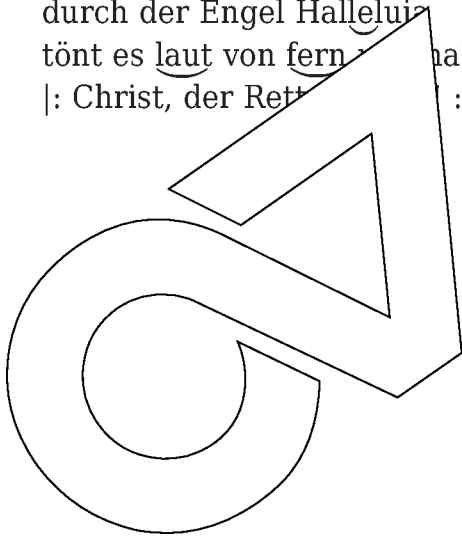 durch der Engel Halleluja
tönt es laut von fern
|: Christ, der :